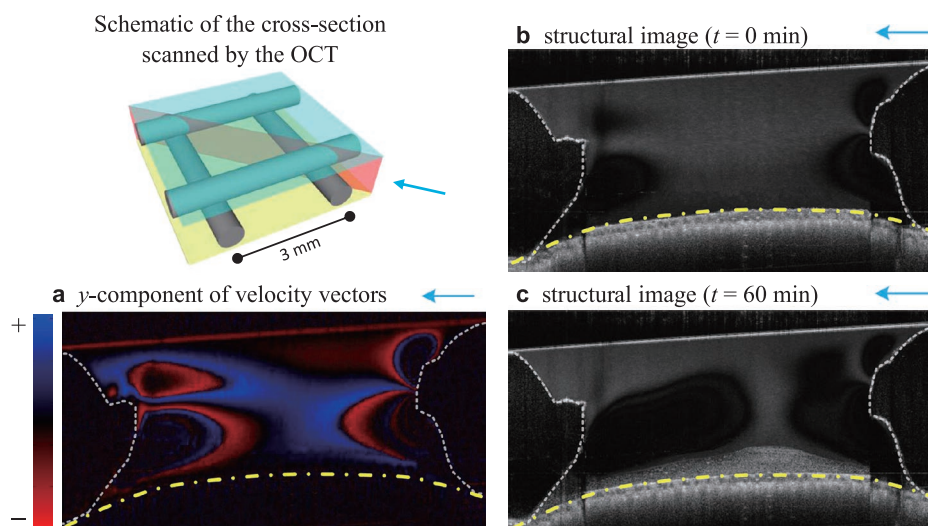 Schematic of the cross-section
scanned by the OCT
3 mm
b structural image (t = 0 min)
a y-component of velocity vectors
+
–
c structural image (t = 60 min)